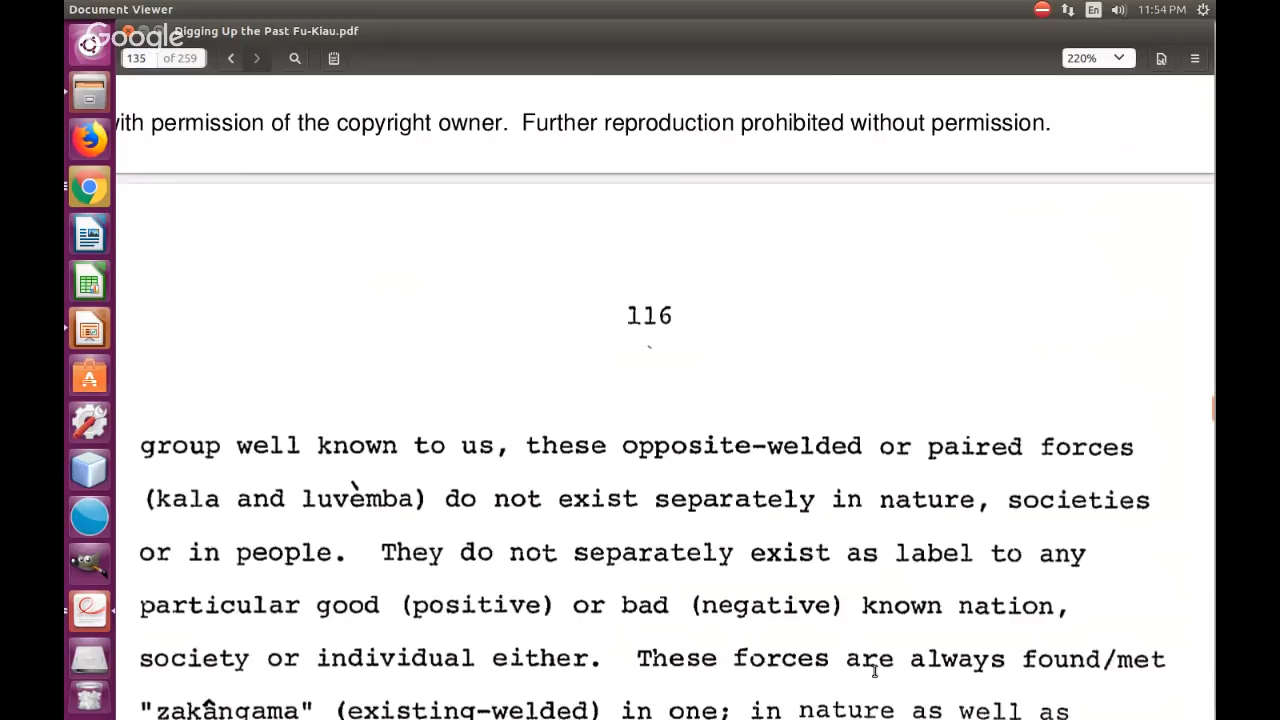 Document Viewer
En
11:54PM
Google
Digging Up the Past Fu-Kiau.pdf
135 of 259
220%
with permission of the copyright owner. Further reproduction prohibited without permission.
116
group well known to us, these opposite-welded or paired forces
(kala and luvèmba) do not exist separately in nature, societies
or in people. They do not separately exist as label to any
particular good (positive) or bad (negative) known nation,
society or individual either. These forces are always found/met
"zakângama" (existing-welded) in one; in nature as well as